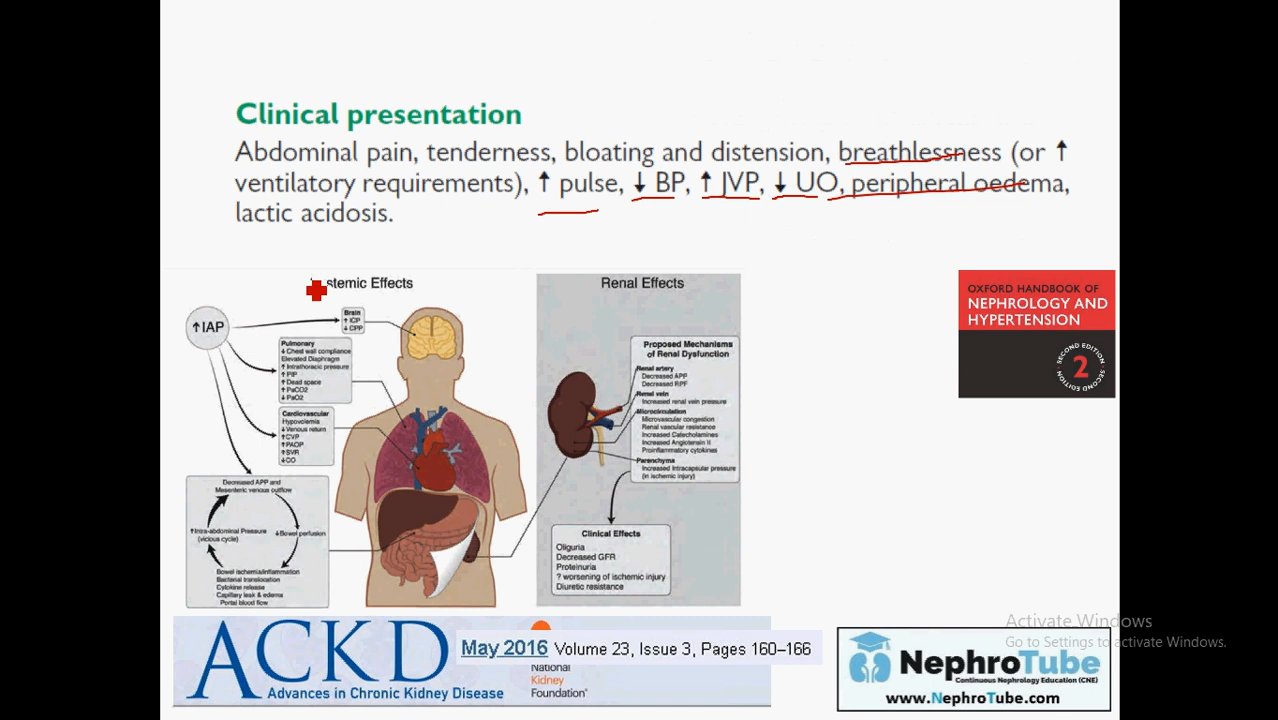 Clinical presentation
Abdominal pain, tenderness, bloating and distension, breathlessness (or ↑
ventilatory requirements), ↑ pulse, ↓ BP, ↑ JVP, ↓ UO, peripheral oedema,
lactic acidosis.
stemic Effects
↑IAP
Brain
↑ ICP
↓ CPP
Pulmonary
↓Chest wall compliance
Elevated Diaphragm
↑Intrathoracic pressure
↑PIP
↑Dead space
↑PaCO2
↓PaO2
Cardiovascular
Hypovolemia
↓Venous return
↑CVP
↑PAOP
↑SVR
↓CO
Decreased APP and
Mesenteric venous outflow
↓Bowel perfusion
Bowel ischemia/inflammation
Bacterial translocation
Cytokine release
Capillary leak & edema
Portal blood flow
↑Intra-abdominal Pressure
(vicious cycle)
Renal Effects
Proposed Mechanisms
of Renal Dysfunction
Renal artery
Decreased APP
Decreased RPF
Renal vein
Increased renal vein pressure
Microcirculation
Microvascular congestion
Renal vascular resistance
Increased Catecholamines
Increased Angiotensin II
Proinflammatory cytokines
Parenchyma
Increased Intracapsular pressure
(in ischemic injury)
Clinical Effects
Oliguria
Decreased GFR
Proteinuria
? worsening of ischemic injury
Diuretic resistance
OXFORD HANDBOOK OF
NEPHROLOGY AND
HYPERTENSION
SECOND EDITION
2
SECOND EDITION
ACKD
Advances in Chronic Kidney Disease
May 2016 Volume 23, Issue 3, Pages 160–166
National
Kidney
Foundation®
Activate Windows
Go to Settings to activate Windows.
NephroTube
Continuous Nephrology Education (CNE)
www.NephroTube.com